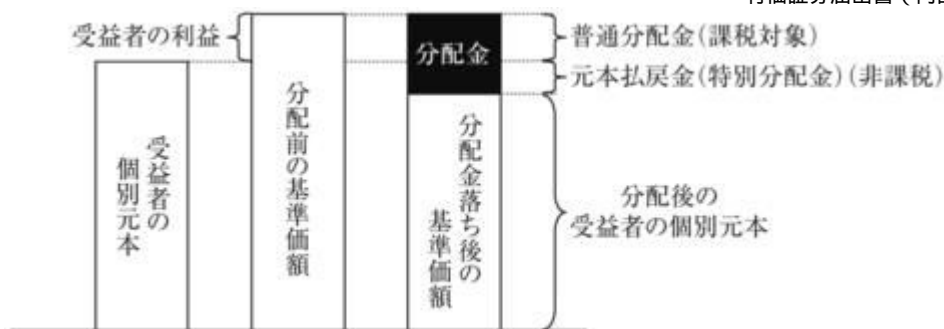 受益者の利益
分配金
普通分配金(課税対象)
元本払戻金(特別分配金)(非課税)
受益者の
個別元本
分配前の基準価額
分配金落ち後の
基準価額
分配後の
受益者の個別元本